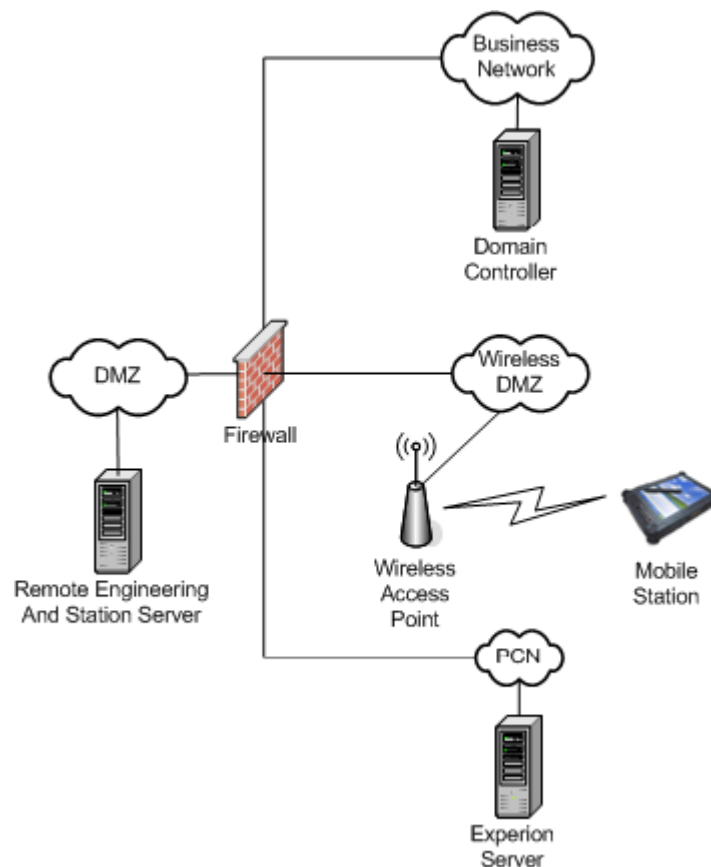 Business
Network
Domain
Controller
DMZ
Wireless
DMZ
Firewall
Remote Engineering
And Station Server
Wireless
Access
Point
Mobile
Station
PCN
Experion
Server